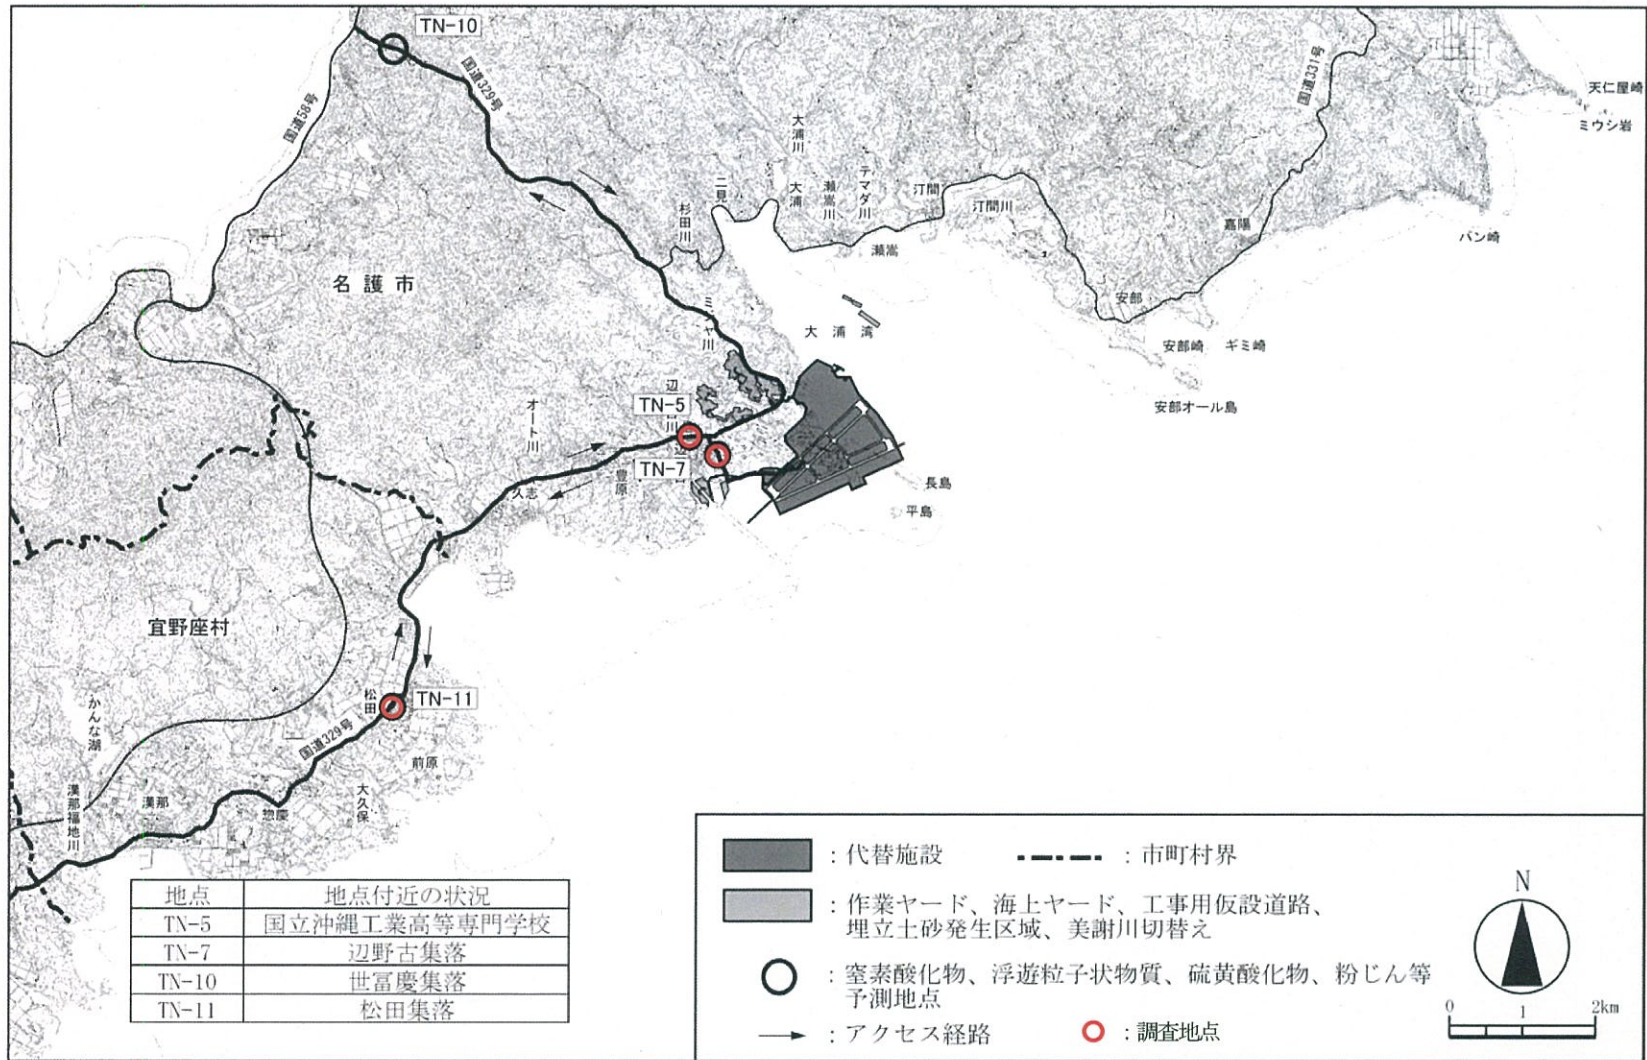 TN-10
国道329号
国道58号
国道331号
天仁屋崎
ミウシ岩
バン崎
大浦川
二見
大浦
瀬嵩川
テマダ川
汀間
汀間川
杉田川
瀬嵩
嘉陽
名護市
安部
大浦湾
安部崎
ギミ崎
安部オール島
TN-5
オート川
TN-7
豊原
久志
長島
平島
宜野座村
松田
TN-11
かんな湖
国道329号
前原
漢那福地川
漢那
惣慶
大久保
地点 地点付近の状況
TN-5 国立沖縄工業高等専門学校
TN-7 辺野古集落
TN-10 世冨慶集落
TN-11 松田集落
：代替施設
：市町村界
：作業ヤード、海上ヤード、工事用仮設道路、
埋立土砂発生区域、美謝川切替え
：窒素酸化物、浮遊粒子状物質、硫黄酸化物、粉じん等
予測地点
：アクセス経路
：調査地点
N
0 1 2km